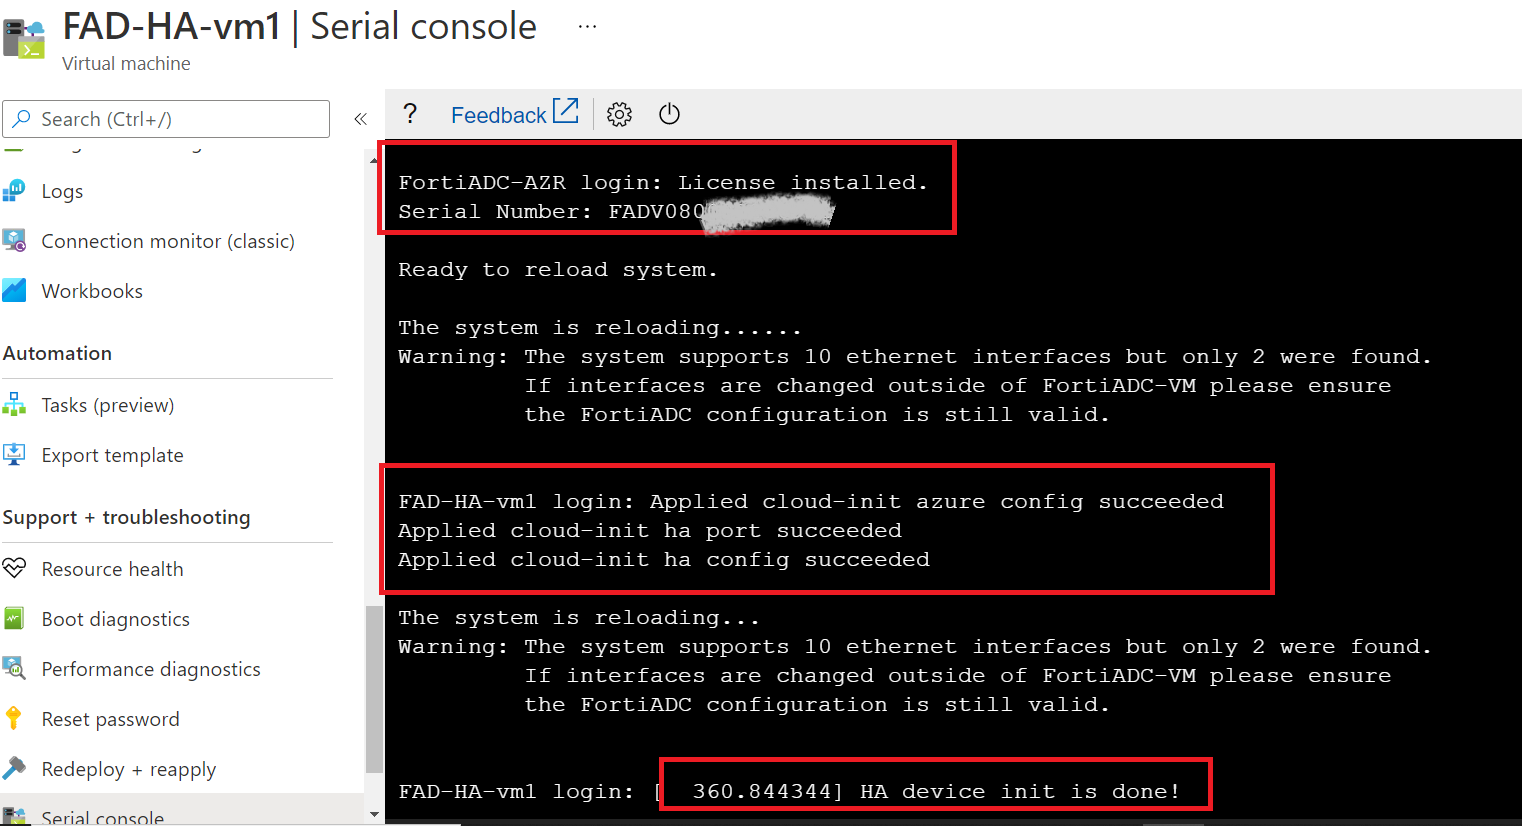 FAD-HA-vm1 | Serial console ...
Virtual machine
Search (Ctrl+/)
«
Logs
Connection monitor (classic)
Workbooks
Automation
Tasks (preview)
Export template
Support + troubleshooting
Resource health
Boot diagnostics
Performance diagnostics
Reset password
Redeploy + reapply
Serial console
? Feedback
FortiADC-AZR login: License installed.
Serial Number: FADV080
Ready to reload system.
The system is reloading......
Warning: The system supports 10 ethernet interfaces but only 2 were found.
If interfaces are changed outside of FortiADC-VM please ensure
the FortiADC configuration is still valid.
FAD-HA-vm1 login: Applied cloud-init azure config succeeded
Applied cloud-init ha port succeeded
Applied cloud-init ha config succeeded
The system is reloading...
Warning: The system supports 10 ethernet interfaces but only 2 were found.
If interfaces are changed outside of FortiADC-VM please ensure
the FortiADC configuration is still valid.
FAD-HA-vm1 login: [ 360.844344] HA device init is done!